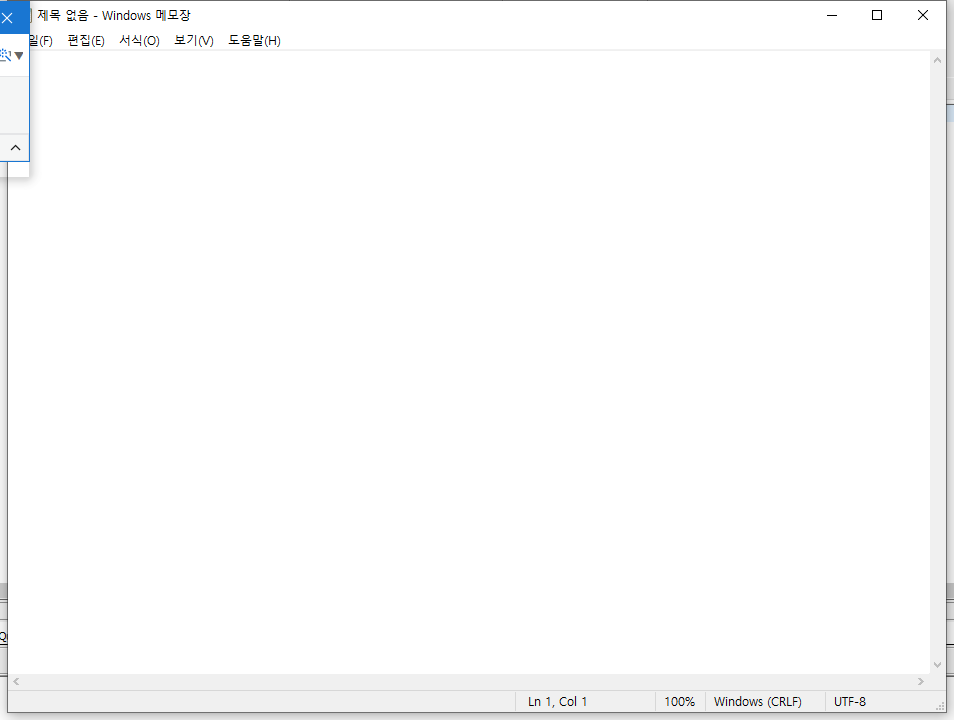 제목 없음 - Windows 메모장
일(F) 편집(E) 서식(O) 보기(V) 도움말(H)
Ln 1, Col 1 100% Windows (CRLF) UTF-8